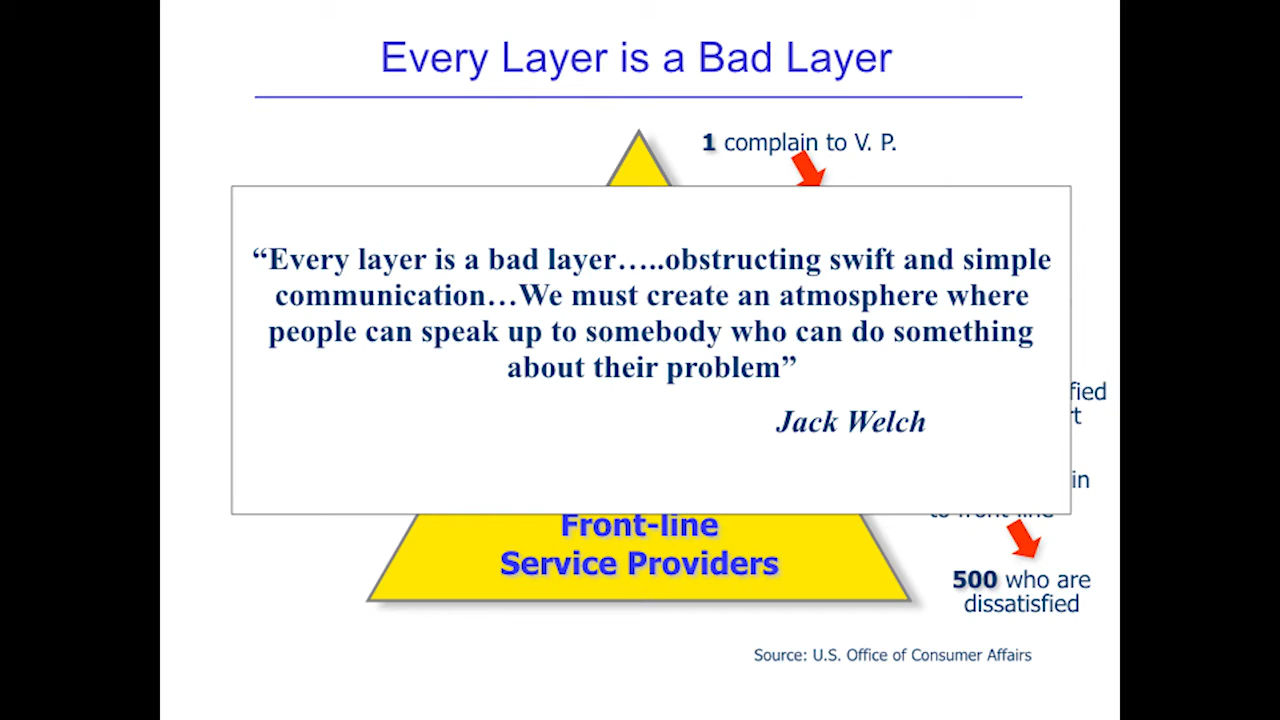 Every Layer is a Bad Layer
1 complain to V. P.
“Every layer is a bad layer…..obstructing swift and simple
communication…We must create an atmosphere where
people can speak up to somebody who can do something
about their problem”
Jack Welch
Front-line
Service Providers
500 who are
dissatisfied
Source: U.S. Office of Consumer Affairs